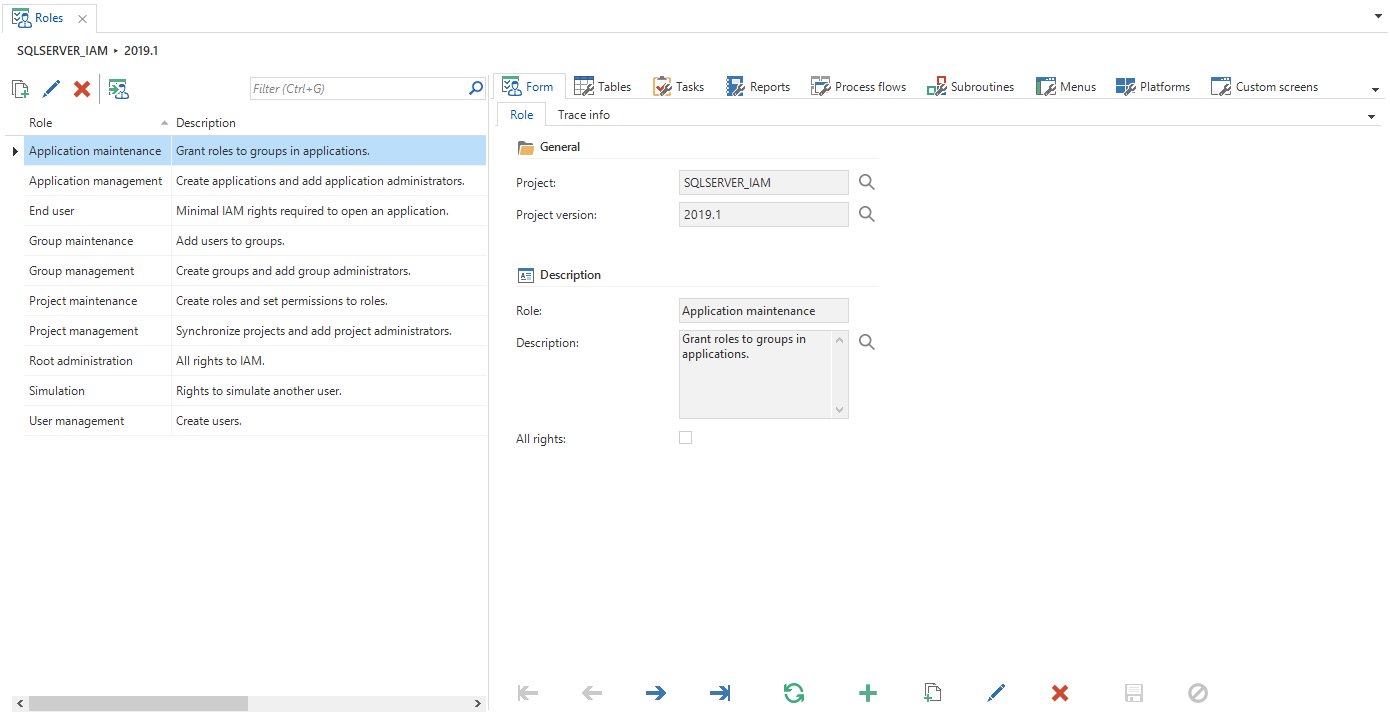 Roles
SQLSERVER_IAM ▸ 2019.1
Filter (Ctrl+G)
Role Description
Application maintenance Grant roles to groups in applications.
Application management Create applications and add application administrators.
End user Minimal IAM rights required to open an application.
Group maintenance Add users to groups.
Group management Create groups and add group administrators.
Project maintenance Create roles and set permissions to roles.
Project management Synchronize projects and add project administrators.
Root administration All rights to IAM.
Simulation Rights to simulate another user.
User management Create users.
Form Tables Tasks Reports Process flows Subroutines Menus Platforms Custom screens
Role Trace info
General
Project: SQLSERVER_IAM
Project version: 2019.1
Description
Role: Application maintenance
Description: Grant roles to groups in
applications.
All rights: